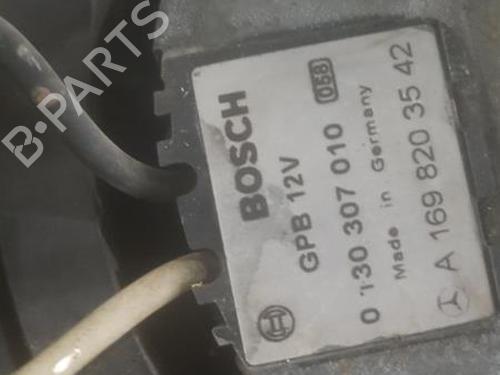 BOSCH
GPB 12V
0 130 307 010 058
Made in Germany
A 169 820 35 42
B-PARTS